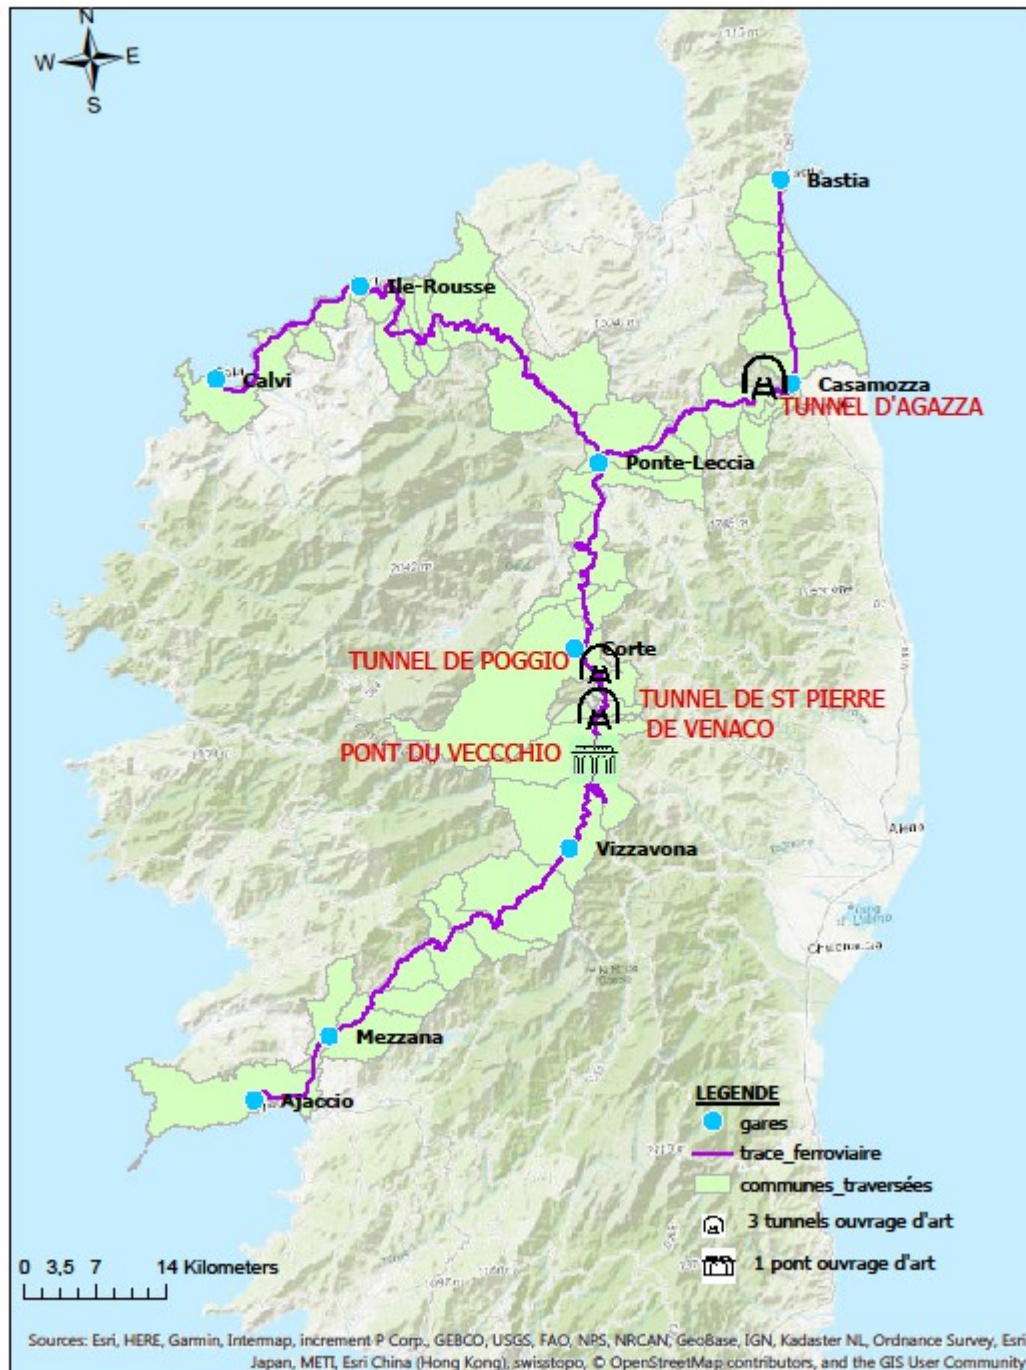 N
W E
S
1315 m
Bastia
Ile-Rousse
Calvi
Casamozza
TUNNEL D'AGAZZA
Ponte-Leccia
Corte
TUNNEL DE POGGIO
TUNNEL DE ST PIERRE
DE VENACO
PONT DU VECCCHIO
Vizzavona
Mezzana
Ajaccio
LEGENDE
gares
trace_ferroviaire
communes_traversées
3 tunnels ouvrage d'art
1 pont ouvrage d'art
0 3,5 7 14 Kilometers
Sources: Esri, HERE, Garmin, Intermap, increment P Corp., GEBCO, USGS, FAO, NPS, NRCAN, GeoBase, IGN, Kadaster NL, Ordnance Survey, Esri
Japan, METI, Esri China (Hong Kong), swisstopo, © OpenStreetMap contributors, and the GIS User Community